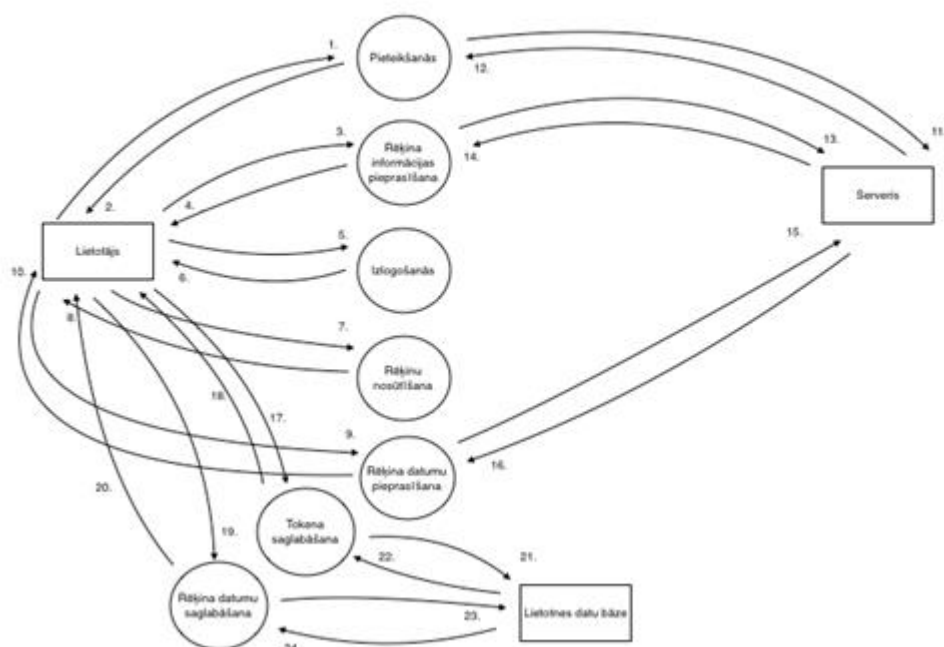 1.
Pieteikšanās
12.
11.
3.
Rēķina
informācijas
pieprasīšana
13.
14.
4.
2.
Serveris
Lietotājs
5.
15.
10.
6.
Izlogošanās
8.
7.
Rēķinu
nosūtīšana
18.
17.
9.
16.
Rēķina datumu
pieprasīšana
20.
19.
Tokena
saglabāšana
22.
21.
Rēķina datumu
saglabāšana
23.
Lietotnes datu bāze